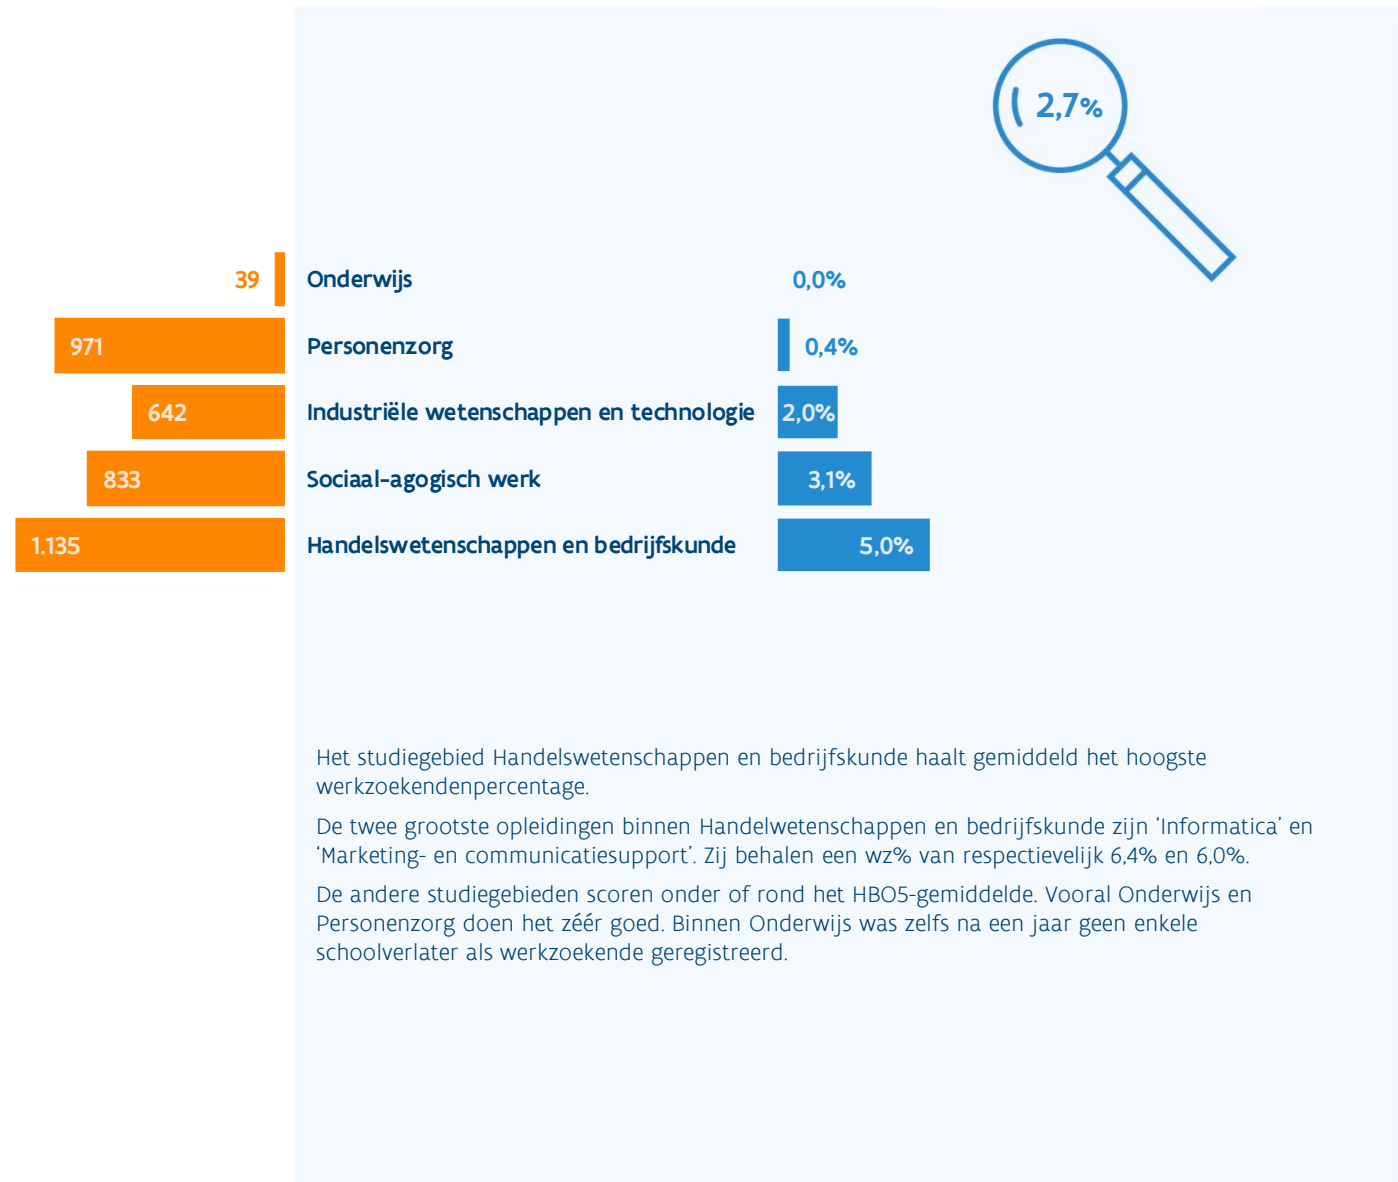 2,7%
39 Onderwijs 0,0%
971 Personenzorg 0,4%
642 Industriële wetenschappen en technologie 2,0%
833 Sociaal-agogisch werk 3,1%
1.135 Handelswetenschappen en bedrijfskunde 5,0%
Het studiegebied Handelswetenschappen en bedrijfskunde haalt gemiddeld het hoogste
werkzoekendenpercentage.
De twee grootste opleidingen binnen Handelwetenschappen en bedrijfskunde zijn ‘Informatica’ en
‘Marketing- en communicatiesupport’. Zij behalen een wz% van respectievelijk 6,4% en 6,0%.
De andere studiegebieden scoren onder of rond het HBO5-gemiddelde. Vooral Onderwijs en
Personenzorg doen het zéér goed. Binnen Onderwijs was zelfs na een jaar geen enkele
schoolverlater als werkzoekende geregistreerd.